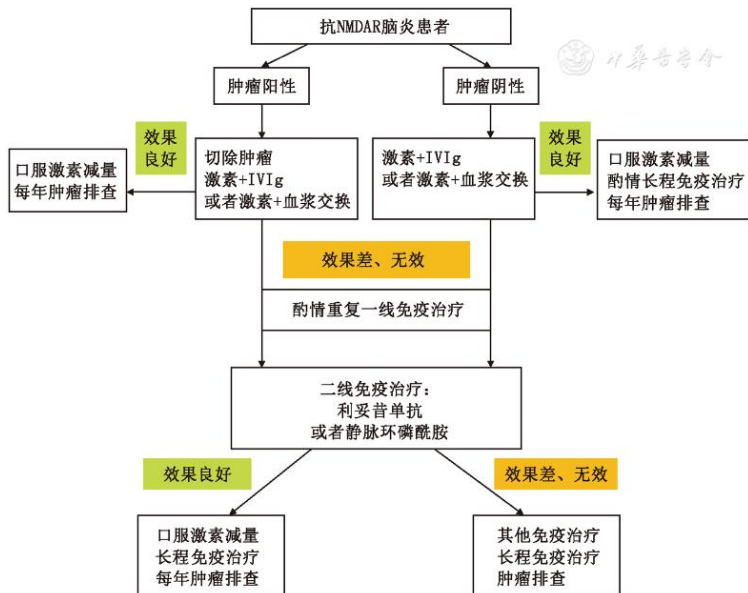 抗NMDAR脑炎患者
中华医学会
肿瘤阳性
肿瘤阴性
效果
良好
效果
良好
口服激素减量
每年肿瘤排查
切除肿瘤
激素+IVIg
或者激素+血浆交换
激素+IVIg
或者激素+血浆交换
口服激素减量
酌情长程免疫治疗
每年肿瘤排查
效果差、无效
酌情重复一线免疫治疗
二线免疫治疗：
利妥昔单抗
或者静脉环磷酰胺
效果良好
效果差、无效
口服激素减量
长程免疫治疗
每年肿瘤排查
其他免疫治疗
长程免疫治疗
肿瘤排查